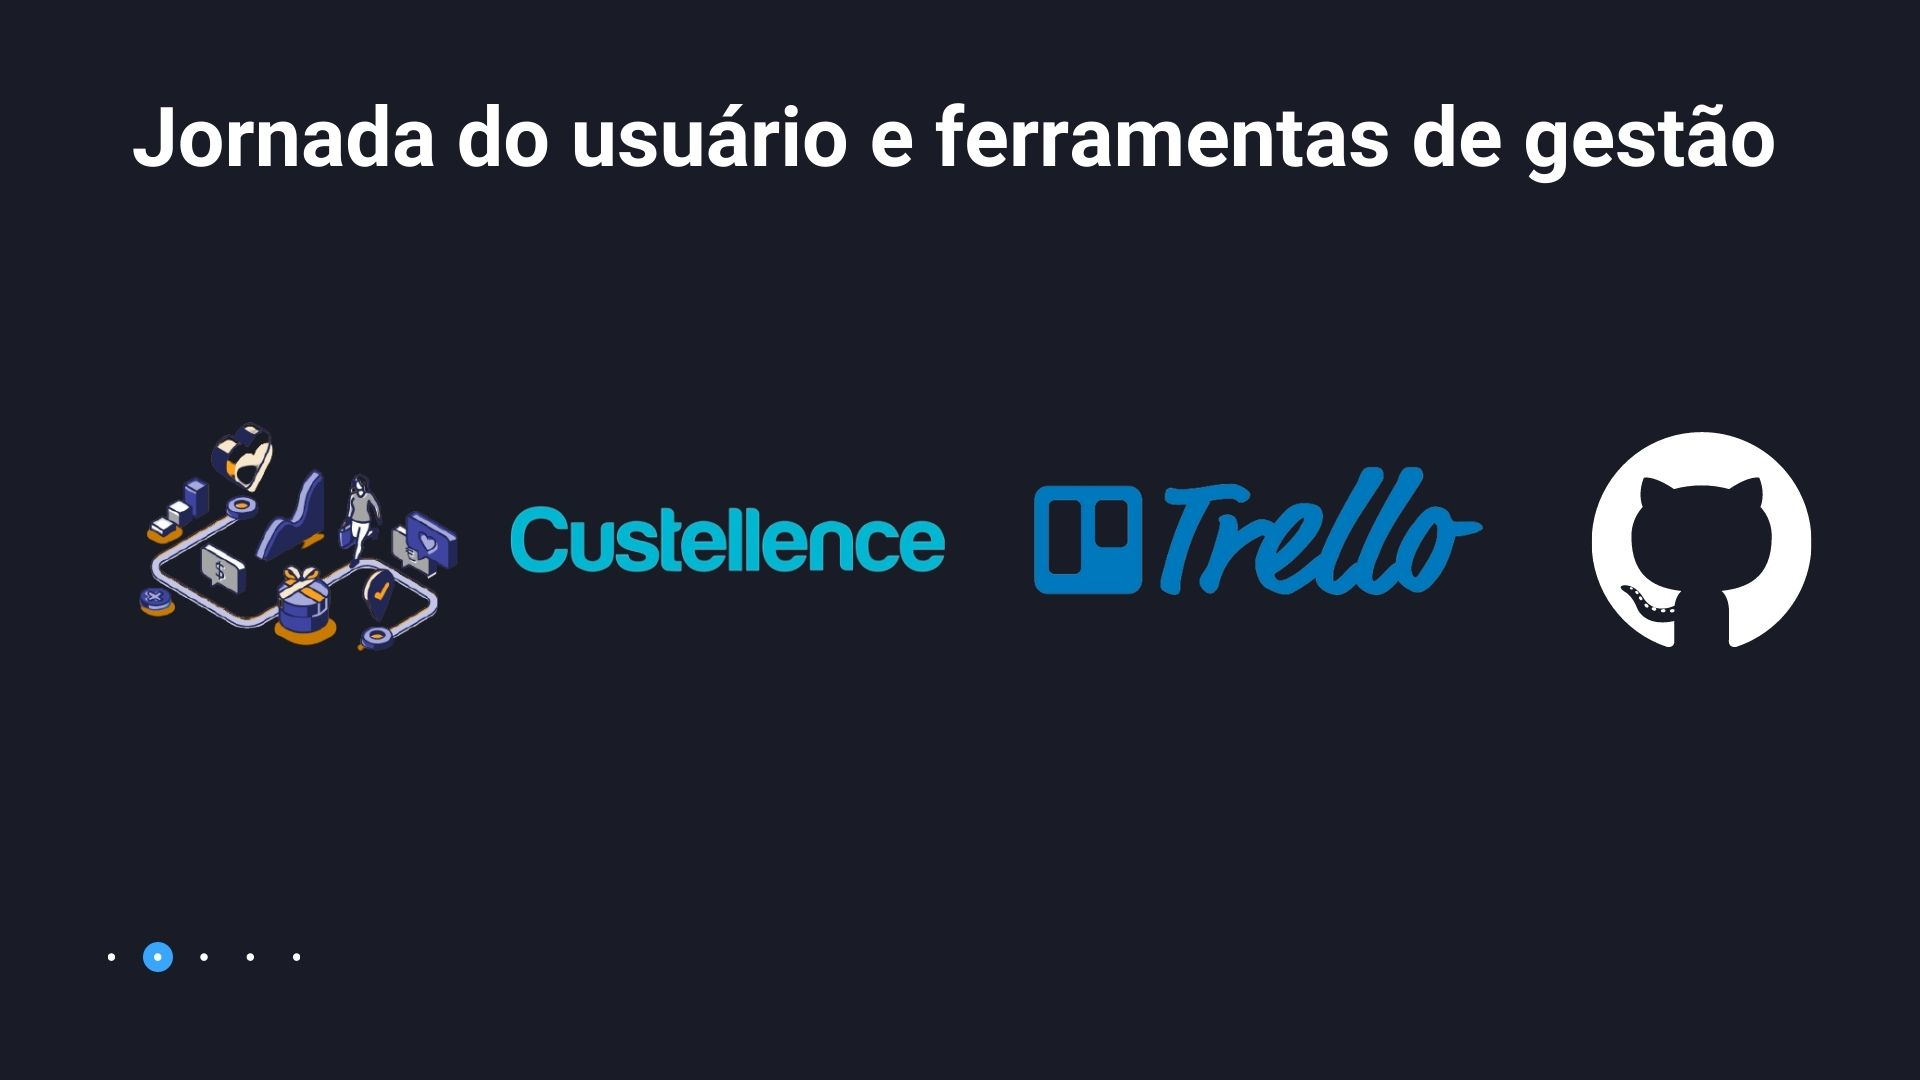 Jornada do usuário e ferramentas de gestão
$
Custellence
Trello